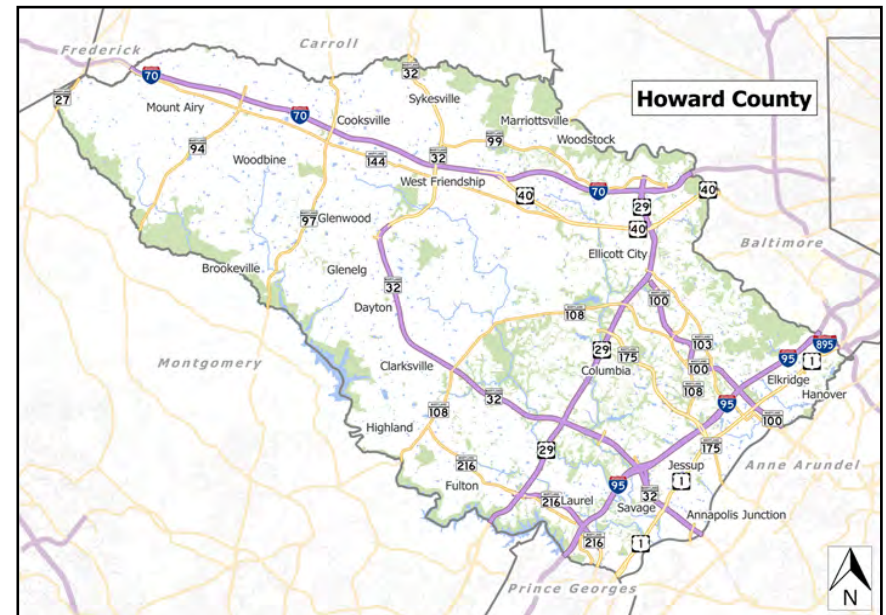 Frederick
Carroll
Howard County
27
70
32
Mount Airy
Sykesville
70
Cooksville
Marriottsville
94
99
Woodstock
Woodbine
144
32
West Friendship
40
70
40
29
97
Glenwood
40
Baltimore
Ellicott City
Brookeville
Glenelg
32
100
Dayton
108
103
895
Montgomery
29
175
95
1
Clarksville
Columbia
100
Elkridge
108
Hanover
32
95
108
100
Highland
29
175
216
Jessup
Anne Arundel
Fulton
95
1
32
216
Laurel
Savage
Annapolis Junction
216
1
Prince Georges
N